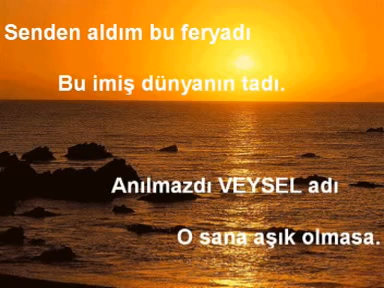 Senden aldım bu feryadı
Bu imiş dünyanın tadı.
Anılmazdı VEYSEL adı
O sana aşık olmasa.